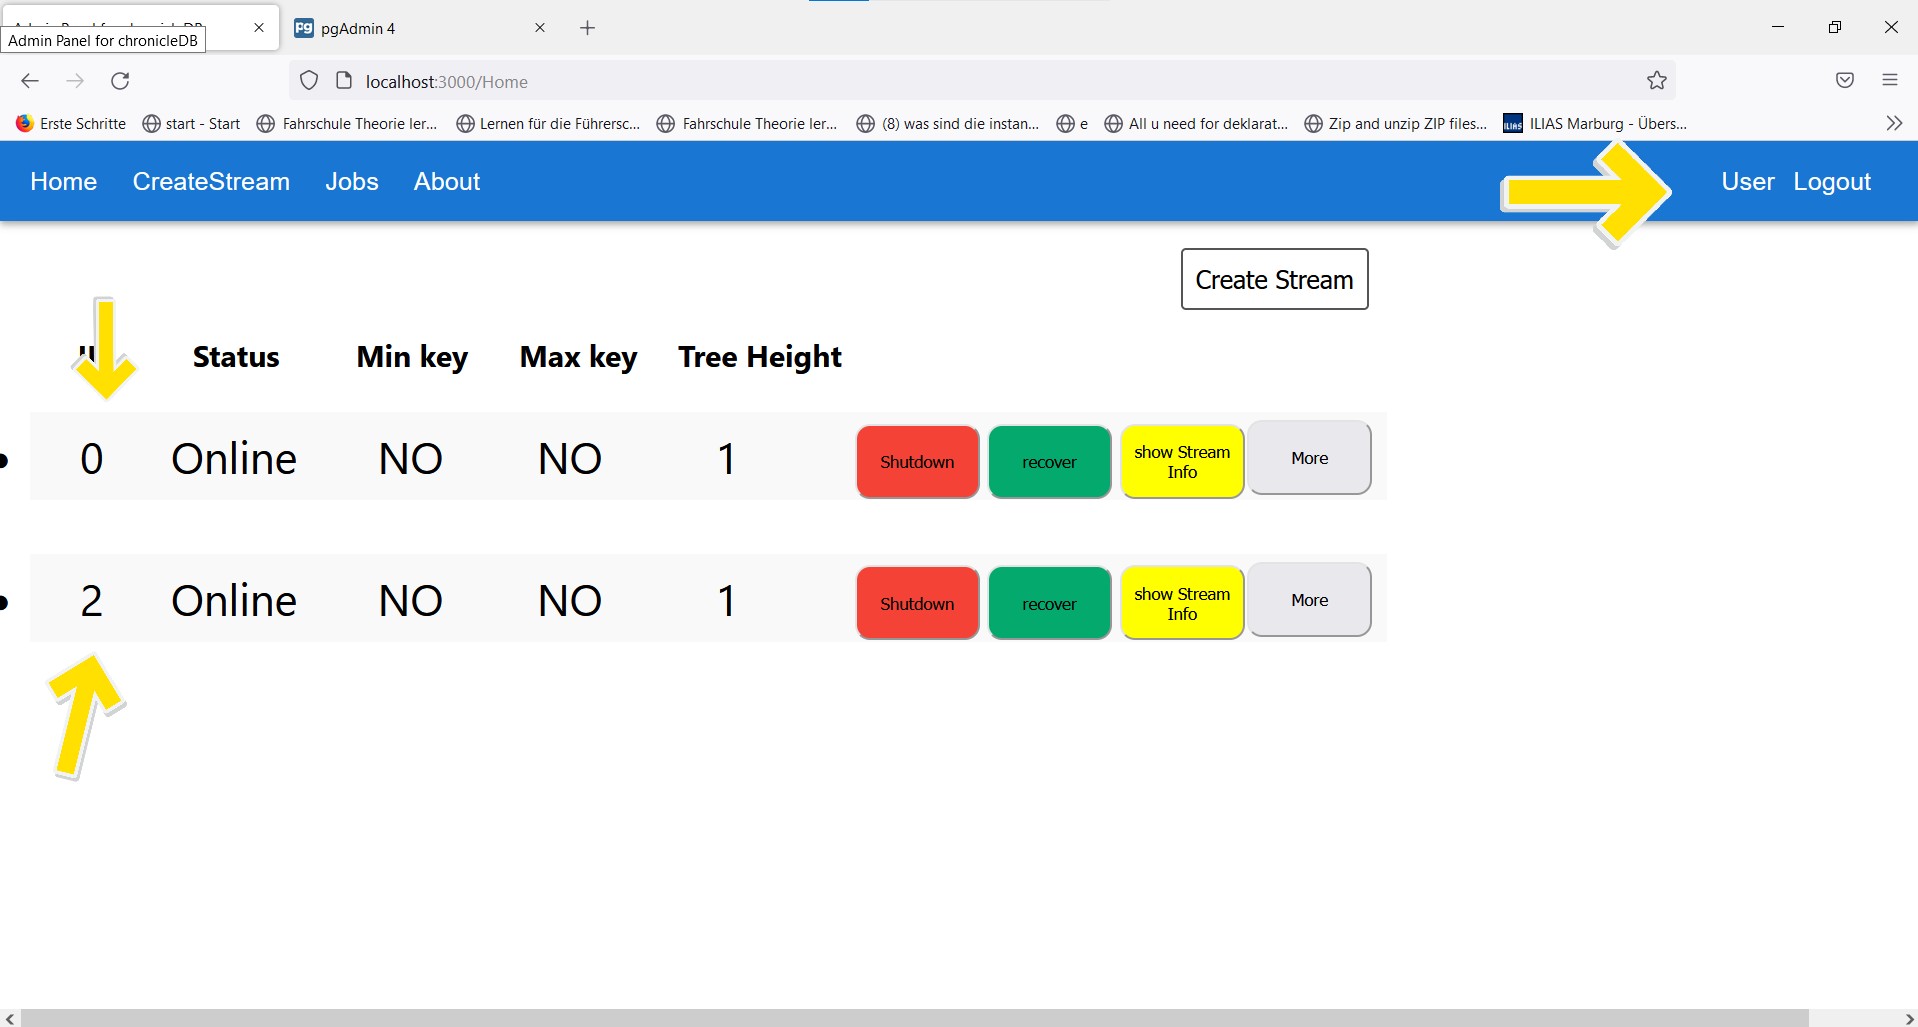 pgAdmin 4
Admin Panel for chronicleDB
localhost:3000/Home
Erste Schritte start - Start Fahrschule Theorie ler... Lernen für die Führersc... Fahrschule Theorie ler... (8) was sind die instan... e All u need for deklarat... Zip and unzip ZIP files... ILIAS Marburg - Übers...
Home CreateStream Jobs About User Logout
Create Stream
Status Min key Max key Tree Height
0 Online NO NO 1 Shutdown recover show Stream Info More
2 Online NO NO 1 Shutdown recover show Stream Info More